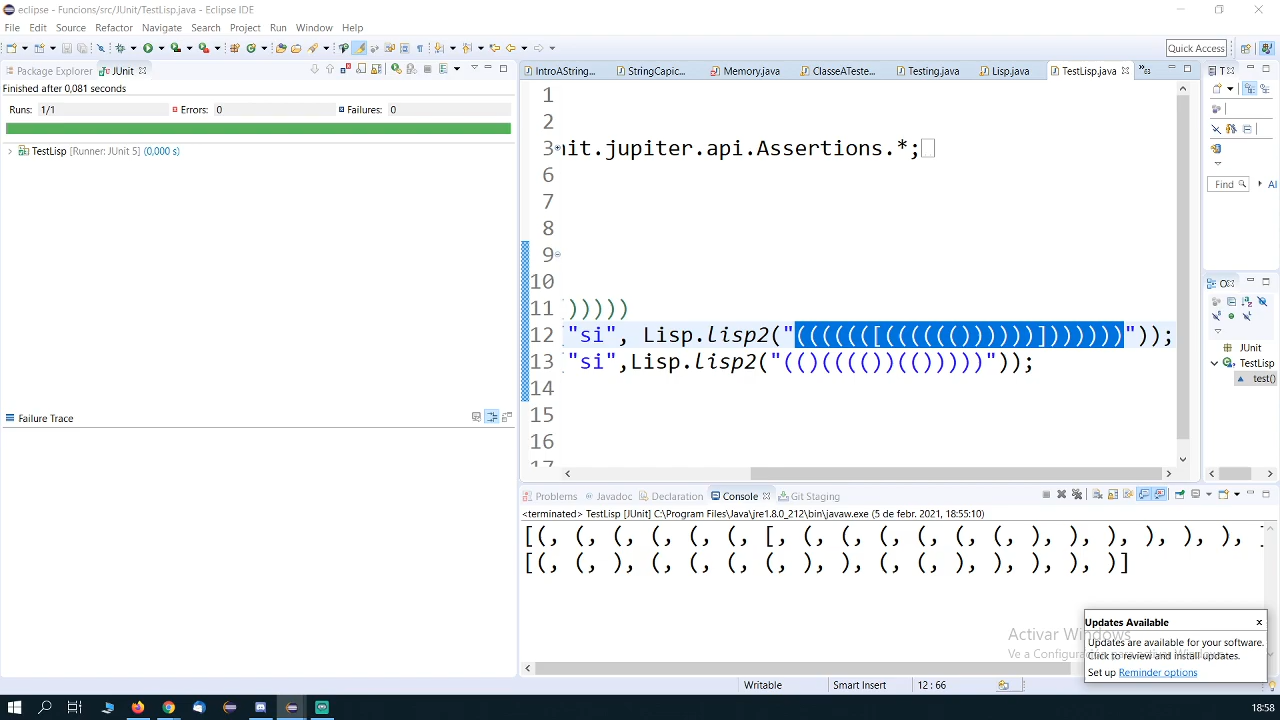 eclipse - Funcions/src/JUnit/TestLisp.java - Eclipse IDE
File Edit Source Refactor Navigate Search Project Run Window Help
Quick Access
Package Explorer JUnit
Finished after 0,081 seconds
Runs: 1/1 Errors: 0 Failures: 0
TestLisp [Runner: JUnit 5] (0,000 s)
Failure Trace
IntroAString... StringCapic... Memory.java ClasseATeste... Testing.java Lisp.java TestLisp.java
1
2
3 nit.jupiter.api.Assertions.*;
6
7
8
9
10
11 )))))
12 "si", Lisp.lisp2("(((((([(((((())))))]))))))"));
13 "si",Lisp.lisp2("(()(((())(()))))"));
14
15
16
17
Find Al
JUnit
TestLisp
test()
Problems Javadoc Declaration Console Git Staging
<terminated> TestLisp [JUnit] C:\Program Files\Java\jre1.8.0_212\bin\javaw.exe (5 de febr. 2021, 18:55:10)
[(, (, (, (, (, (, [, (, (, (, (, (, (, ), ), ), ), ), ), ]
[(, (, ), (, (, (, (, ), ), (, (, ), ), ), ), )]
Activar Windows
Ve a Configura
Updates Available
Updates are available for your software.
Click to review and install updates.
Set up Reminder options
Writable Smart Insert 12 : 66
18:58